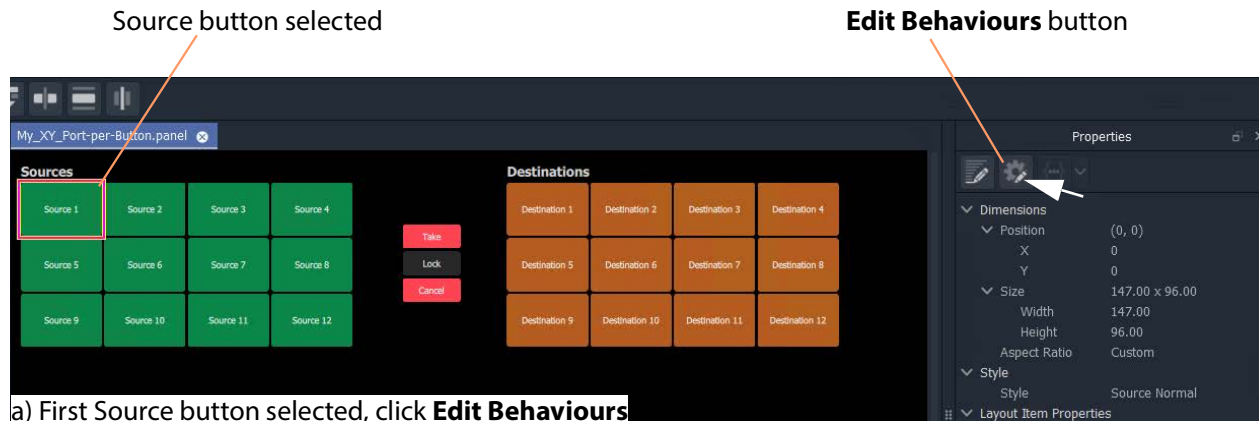 Source button selected
Edit Behaviours button
My_XY_Port-per-Button.panel
Properties
Sources
Destinations
Source 1 Source 2 Source 3 Source 4
Destination 1 Destination 2 Destination 3 Destination 4
Take
Source 5 Source 6 Source 7 Source 8
Lock
Destination 5 Destination 6 Destination 7 Destination 8
Cancel
Source 9 Source 10 Source 11 Source 12
Destination 9 Destination 10 Destination 11 Destination 12
Dimensions
Position (0, 0)
X 0
Y 0
Size 147.00 x 96.00
Width 147.00
Height 96.00
Aspect Ratio Custom
Style
Style Source Normal
Layout Item Properties
a) First Source button selected, click Edit Behaviours